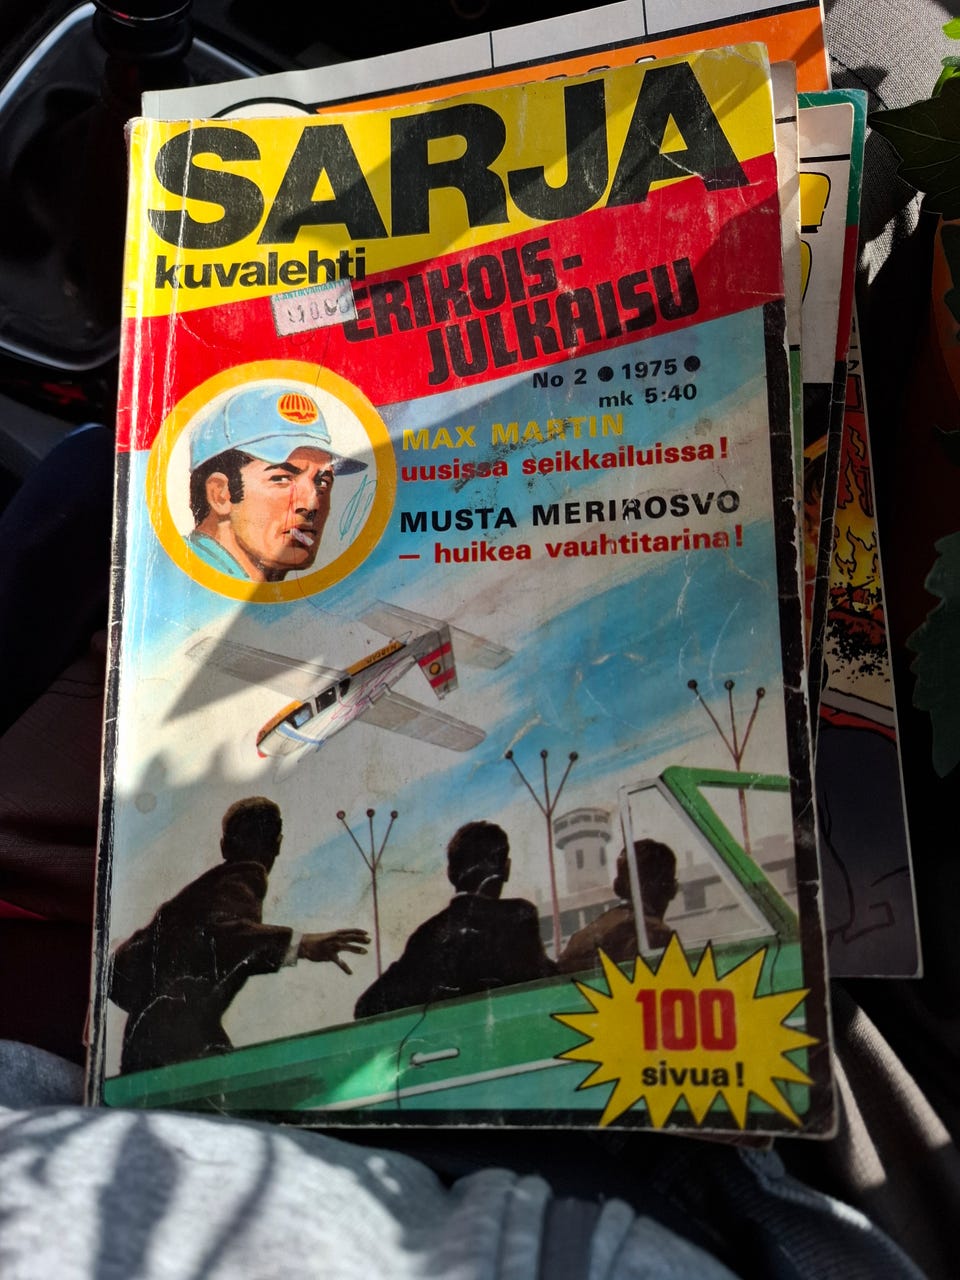 SARJA
kuvalehti
ERIKOIS-
JULKAISU
No 2 ● 1975 ●
mk 5:40
MAX MARTIN
uusissa seikkailuissa!
MUSTA MERIROSVO
– huikea vauhtitarina!
100
sivua!